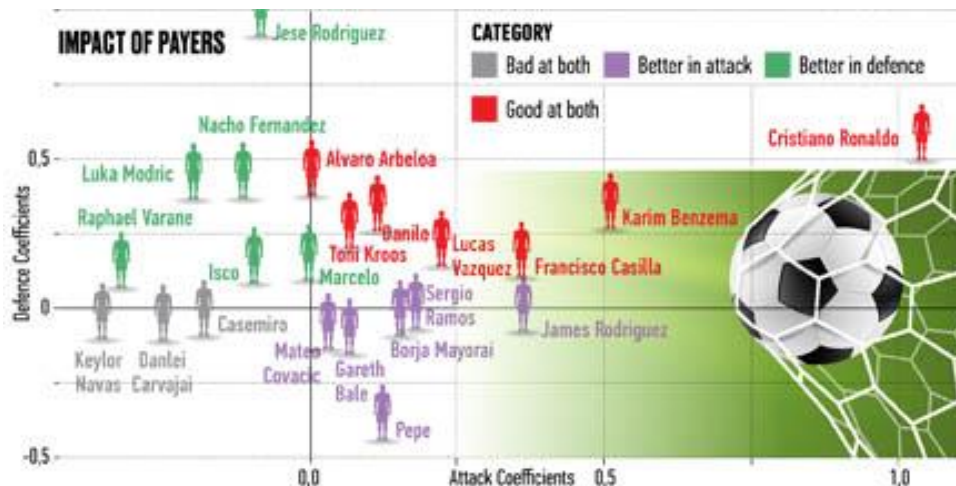 Jese Rodriguez
IMPACT OF PAYERS
CATEGORY
Bad at both
Better in attack
Better in defence
Good at both
Nacho Fernandez
Cristiano Ronaldo
0,5
Alvaro Arbeloa
Luka Modric
Raphael Varane
Karim Benzema
Danilo
Toni Kroos
Lucas
Vazquez
Isco
Marcelo
Francisco Casilla
Defence Coefficients
0
Casemiro
Sergio
Ramos
James Rodriguez
Keylor
Navas
Danlei
Carvajai
Mateo
Covacic
Borja Mayorai
Gareth
Bale
Pepe
-0,5
0,0
Attack Coefficients
0,5
1,0